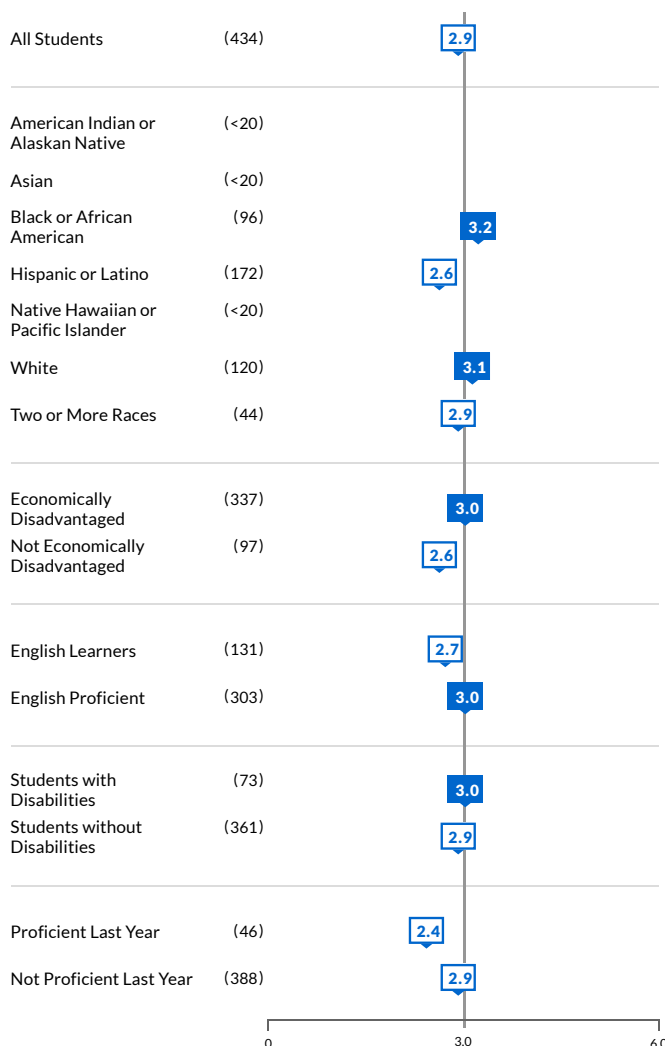 All Students (434) 2.9
American Indian or (<20)
Alaskan Native
Asian (<20)
Black or African (96) 3.2
American
Hispanic or Latino (172) 2.6
Native Hawaiian or (<20)
Pacific Islander
White (120) 3.1
Two or More Races (44) 2.9
Economically (337) 3.0
Disadvantaged
Not Economically (97) 2.6
Disadvantaged
English Learners (131) 2.7
English Proficient (303) 3.0
Students with (73) 3.0
Disabilities
Students without (361) 2.9
Disabilities
Proficient Last Year (46) 2.4
Not Proficient Last Year (388) 2.9
0 3.0 6.0